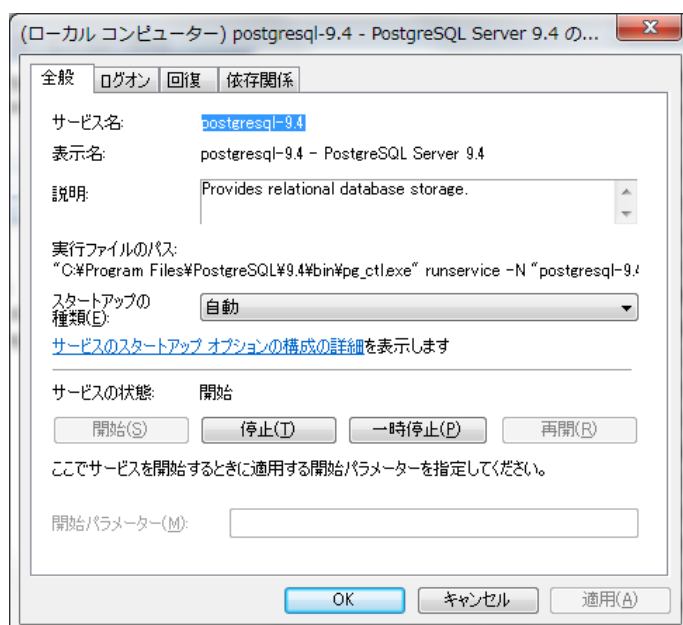 (ローカル コンピューター) postgresql-9.4 - PostgreSQL Server 9.4 の...
全般 ログオン 回復 依存関係
サービス名: postgresql-9.4
表示名: postgresql-9.4 - PostgreSQL Server 9.4
説明: Provides relational database storage.
実行ファイルのパス:
"C:¥Program Files¥PostgreSQL¥9.4¥bin¥pg_ctl.exe" runservice -N "postgresql-9.4
スタートアップの
種類(E): 自動
サービスのスタートアップ オプションの構成の詳細を表示します
サービスの状態: 開始
開始(S) 停止(T) 一時停止(P) 再開(R)
ここでサービスを開始するときに適用する開始パラメーターを指定してください。
開始パラメーター(M):
OK キャンセル 適用(A)